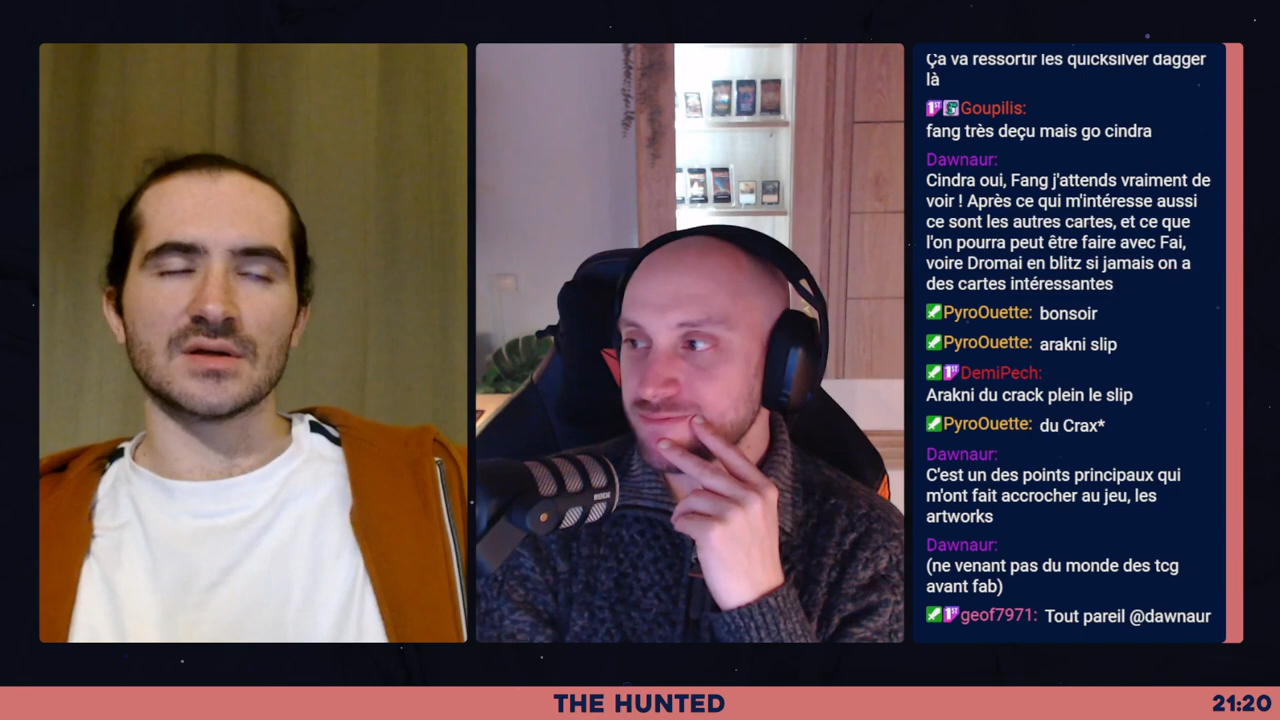 Ça va ressortir les quicksilver dagger
là
Goupilis:
fang très deçu mais go cindra
Dawnaur:
Cindra oui, Fang j'attends vraiment de
voir ! Après ce qui m'intéresse aussi
ce sont les autres cartes, et ce que
l'on pourra peut être faire avec Fai,
voire Dromai en blitz si jamais on a
des cartes intéressantes
PyroOuette: bonsoir
PyroOuette: arakni slip
1ST DemiPech:
Arakni du crack plein le slip
PyroOuette: du Crax*
Dawnaur:
C'est un des points principaux qui
m'ont fait accrocher au jeu, les
artworks
Dawnaur:
(ne venant pas du monde des tcg
avant fab)
1ST geof7971: Tout pareil @dawnaur
RODE
THE HUNTED
21:20